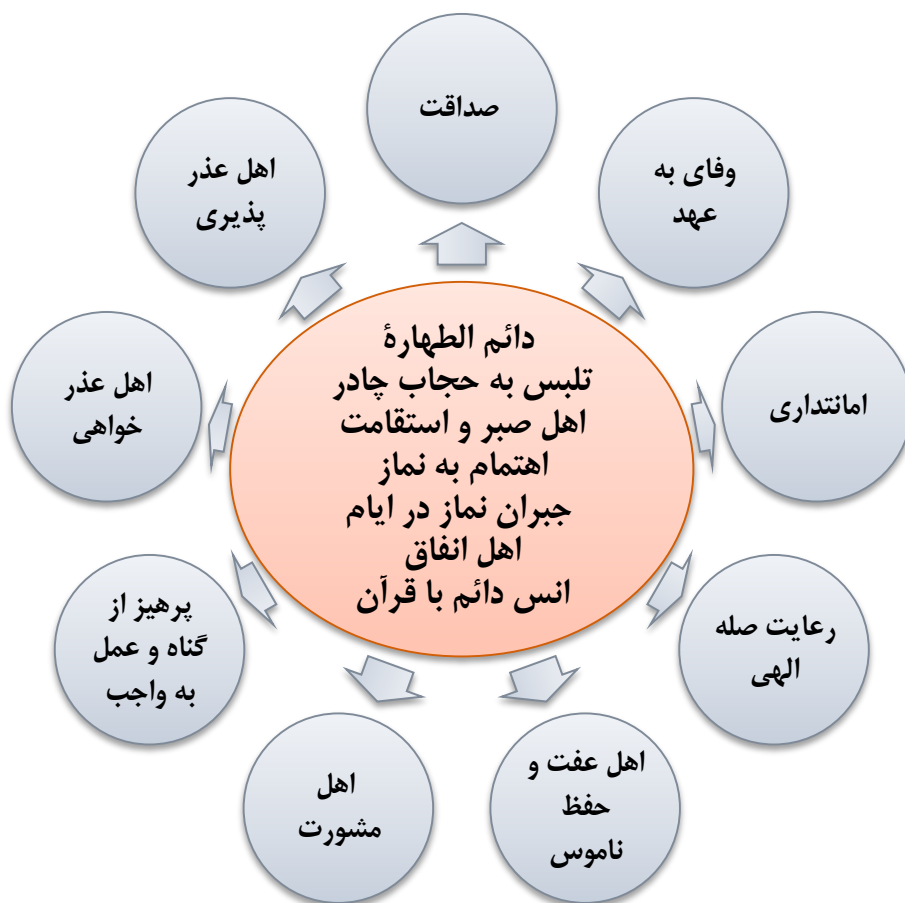 صداقت
وفای به
عهد
امانتداری
رعایت صله
الهی
اهل عفت و
حفظ
ناموس
اهل
مشورت
پرهیز از
گناه و عمل
به واجب
اهل عذر
خواهی
اهل عذر
پذیری
دائم الطهارۀ
تلبس به حجاب چادر
اهل صبر و استقامت
اهتمام به نماز
جبران نماز در ایام
اهل انفاق
انس دائم با قرآن